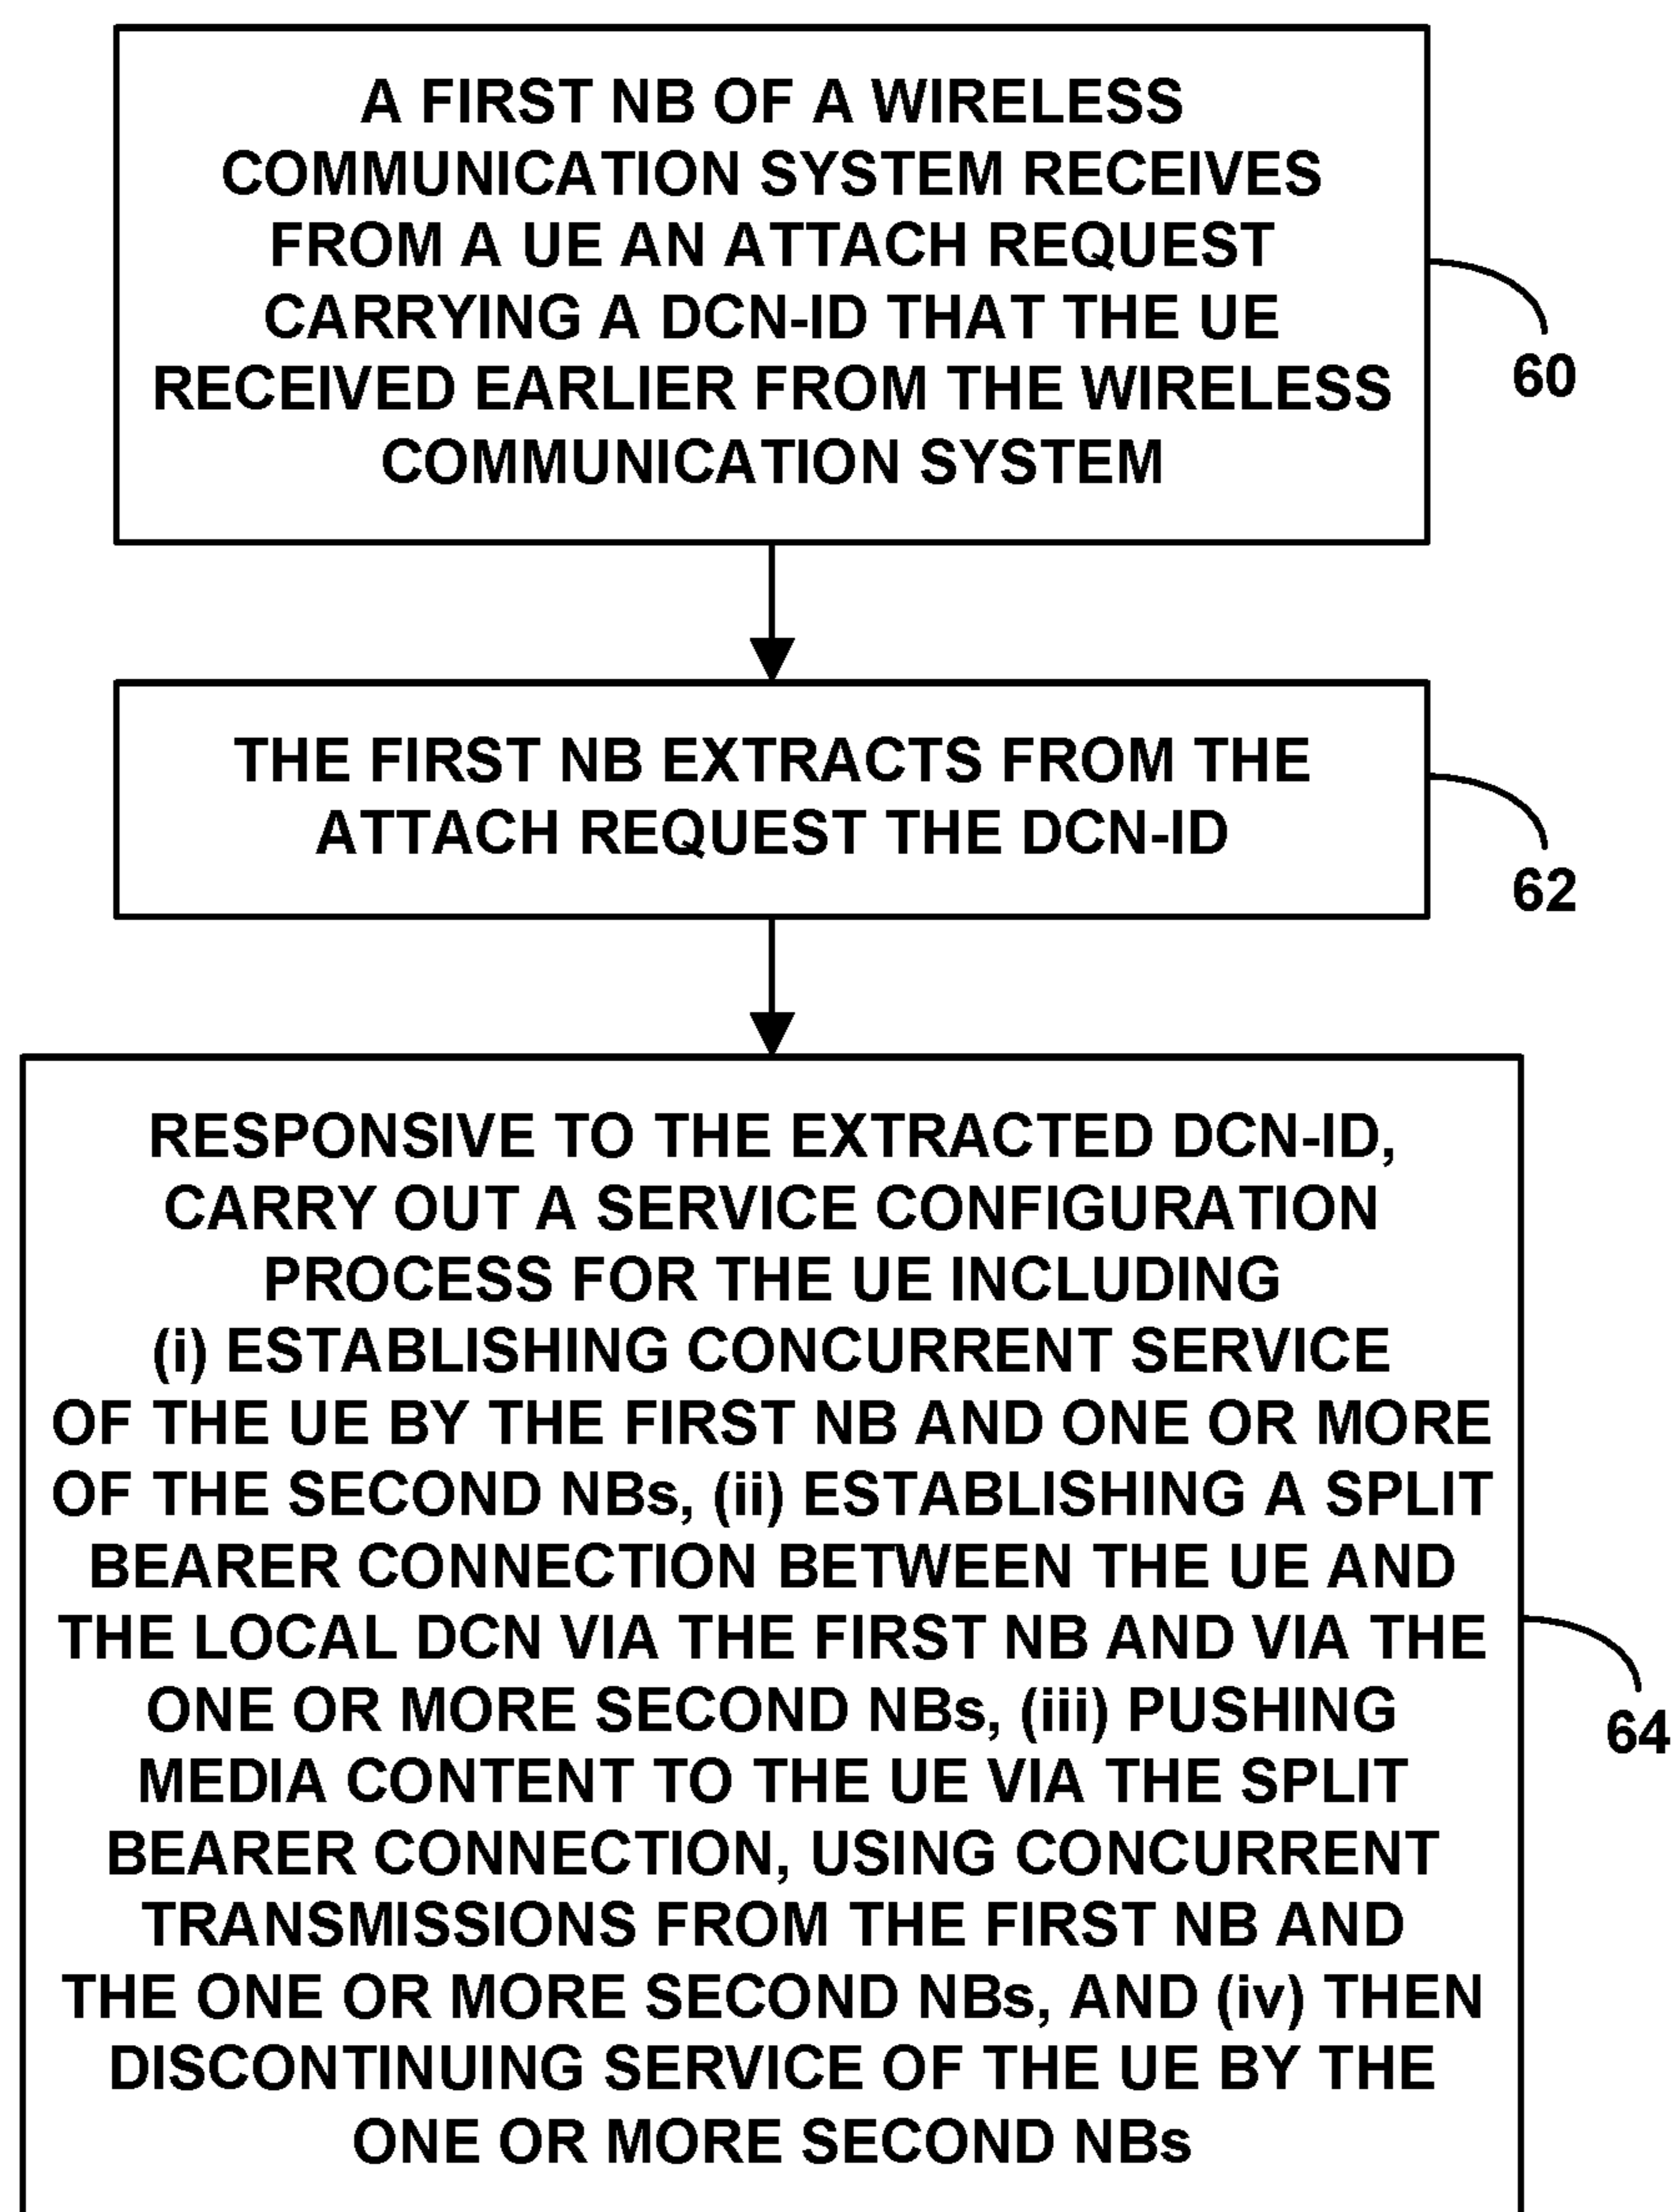 A FIRST NB OF A WIRELESS
COMMUNICATION SYSTEM RECEIVES
FROM A UE AN ATTACH REQUEST
CARRYING A DCN-ID THAT THE UE
RECEIVED EARLIER FROM THE WIRELESS
COMMUNICATION SYSTEM
60
THE FIRST NB EXTRACTS FROM THE
ATTACH REQUEST THE DCN-ID
62
RESPONSIVE TO THE EXTRACTED DCN-ID,
CARRY OUT A SERVICE CONFIGURATION
PROCESS FOR THE UE INCLUDING
(i) ESTABLISHING CONCURRENT SERVICE
OF THE UE BY THE FIRST NB AND ONE OR MORE
OF THE SECOND NBs, (ii) ESTABLISHING A SPLIT
BEARER CONNECTION BETWEEN THE UE AND
THE LOCAL DCN VIA THE FIRST NB AND VIA THE
ONE OR MORE SECOND NBs, (iii) PUSHING
MEDIA CONTENT TO THE UE VIA THE SPLIT
BEARER CONNECTION, USING CONCURRENT
TRANSMISSIONS FROM THE FIRST NB AND
THE ONE OR MORE SECOND NBs, AND (iv) THEN
DISCONTINUING SERVICE OF THE UE BY THE
ONE OR MORE SECOND NBs
64